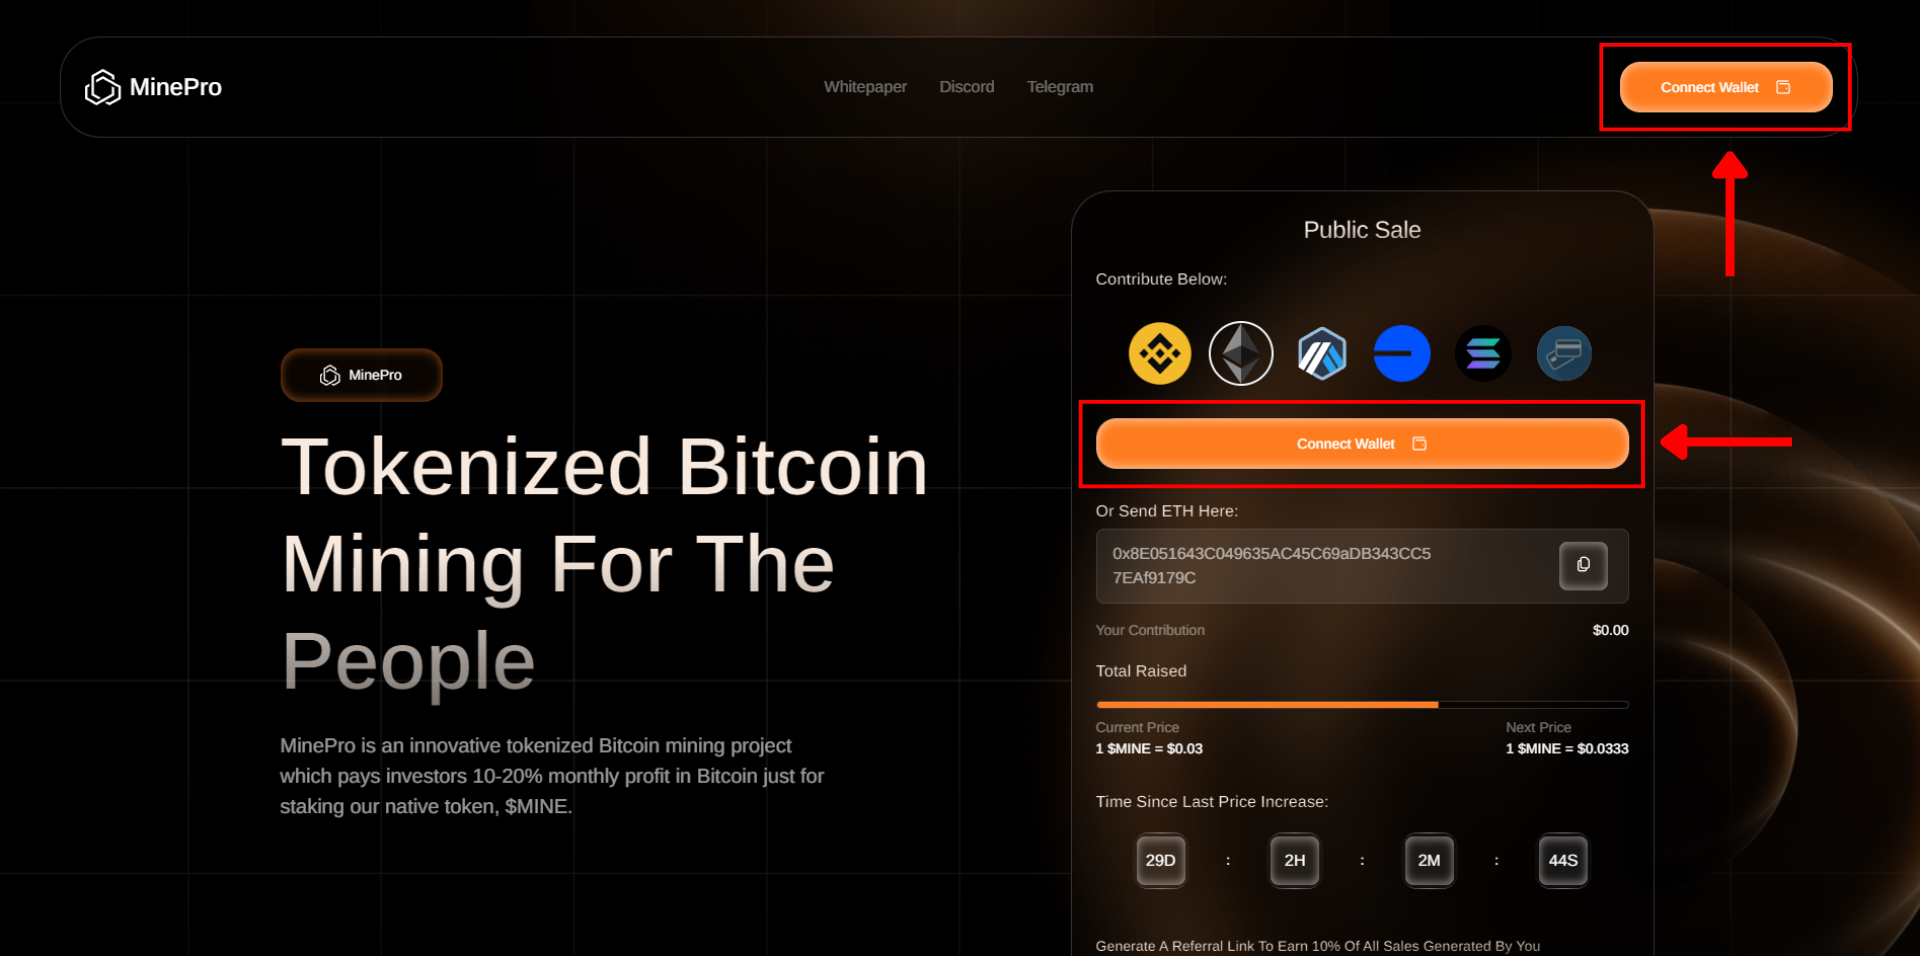 MinePro
Whitepaper
Discord
Telegram
Connect Wallet
Public Sale
Contribute Below:
Connect Wallet
MinePro
Tokenized Bitcoin
Mining For The
People
MinePro is an innovative tokenized Bitcoin mining project
which pays investors 10-20% monthly profit in Bitcoin just for
staking our native token, $MINE.
Or Send ETH Here:
0x8E051643C049635AC45C69aDB343CC5
7EAf9179C
Your Contribution
$0.00
Total Raised
Current Price
Next Price
1 $MINE = $0.03
1 $MINE = $0.0333
Time Since Last Price Increase:
29D : 2H : 2M : 44S
Generate A Referral Link To Earn 10% Of All Sales Generated By You